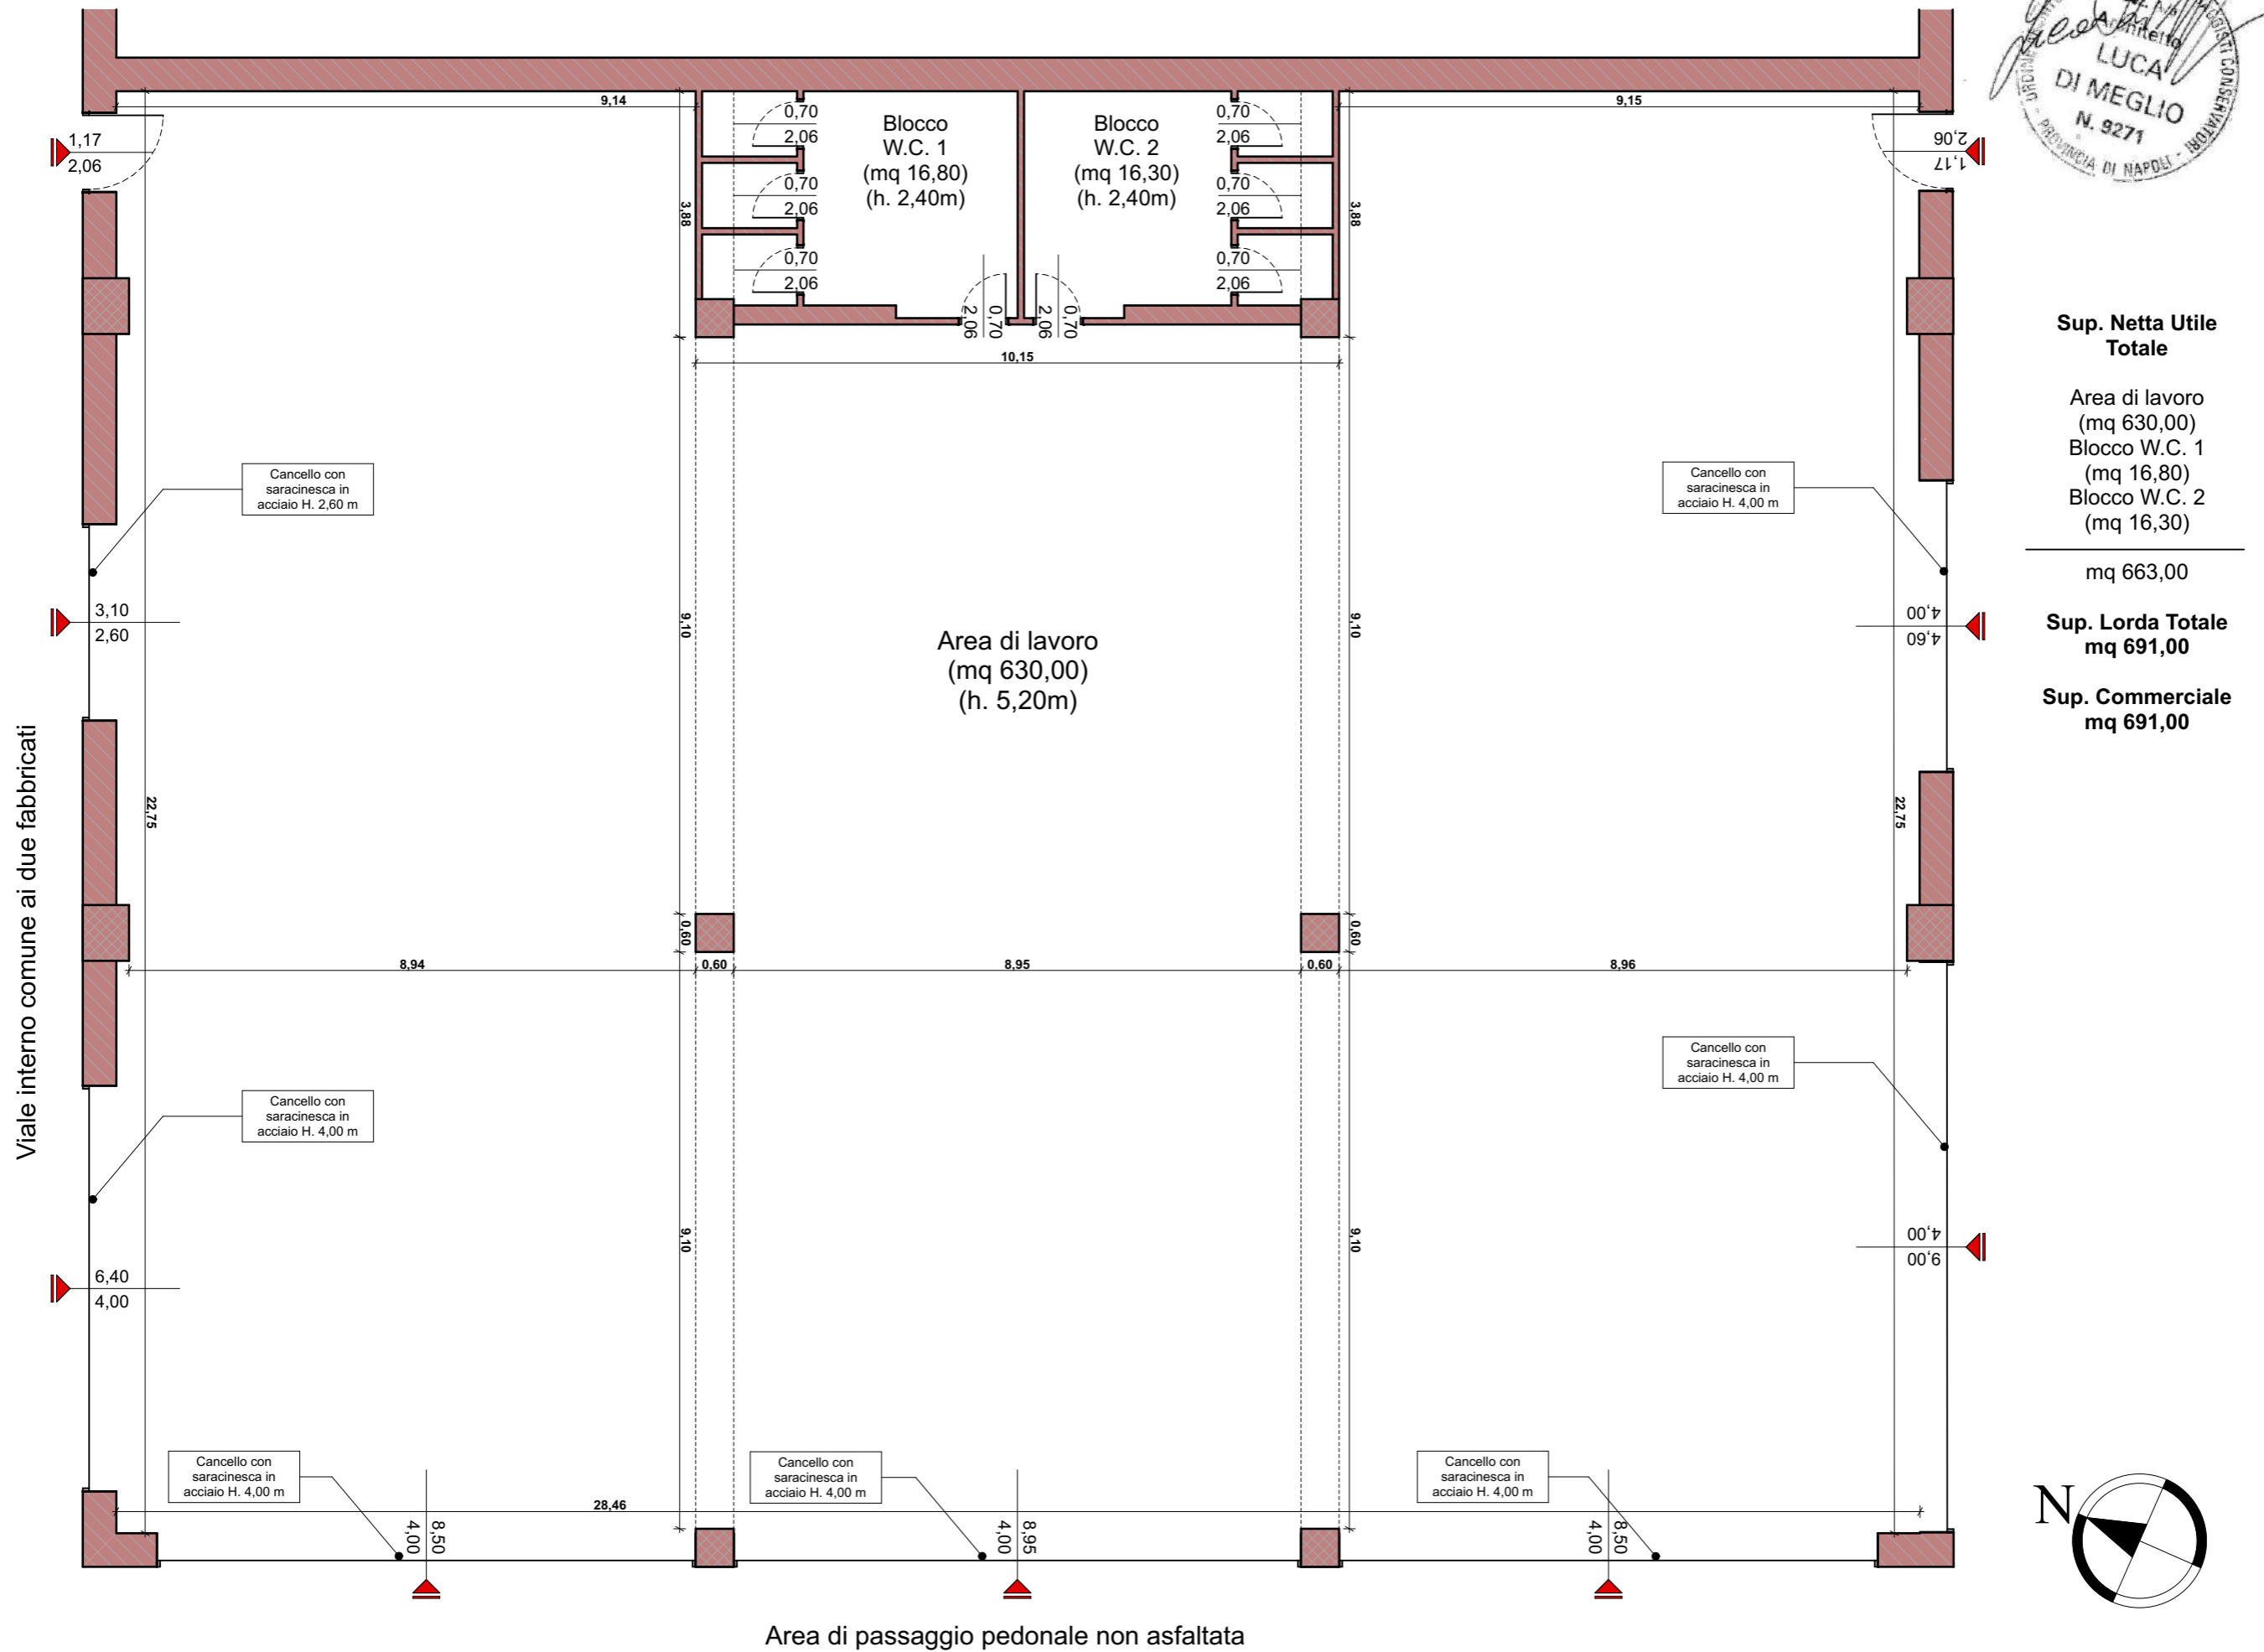 Architetto
LUCA
DI MEGLIO
N. 9271
PROVINCIA DI NAPOLI
CONSERVATORI
9,14
9,15
1,17
2,06
0,70
2,06
0,70
2,06
0,70
2,06
Blocco
W.C. 1
(mq 16,80)
(h. 2,40m)
Blocco
W.C. 2
(mq 16,30)
(h. 2,40m)
0,70
2,06
0,70
2,06
0,70
2,06
2,06
1,17
3,88
3,88
2,06
0,70
2,06
0,70
10,15
Sup. Netta Utile
Totale
Area di lavoro
(mq 630,00)
Blocco W.C. 1
(mq 16,80)
Blocco W.C. 2
(mq 16,30)
mq 663,00
Sup. Lorda Totale
mq 691,00
Sup. Commerciale
mq 691,00
Cancello con
saracinesca in
acciaio H. 2,60 m
Cancello con
saracinesca in
acciaio H. 4,00 m
3,10
2,60
9,10
Area di lavoro
(mq 630,00)
(h. 5,20m)
9,10
4,00
4,60
Viale interno comune ai due fabbricati
22,75
22,75
0,60
0,60
8,94
0,60
8,95
0,60
8,96
Cancello con
saracinesca in
acciaio H. 4,00 m
Cancello con
saracinesca in
acciaio H. 4,00 m
6,40
4,00
9,10
9,10
4,00
9,00
Cancello con
saracinesca in
acciaio H. 4,00 m
Cancello con
saracinesca in
acciaio H. 4,00 m
Cancello con
saracinesca in
acciaio H. 4,00 m
28,46
8,50
4,00
8,95
4,00
8,50
4,00
N
Area di passaggio pedonale non asfaltata